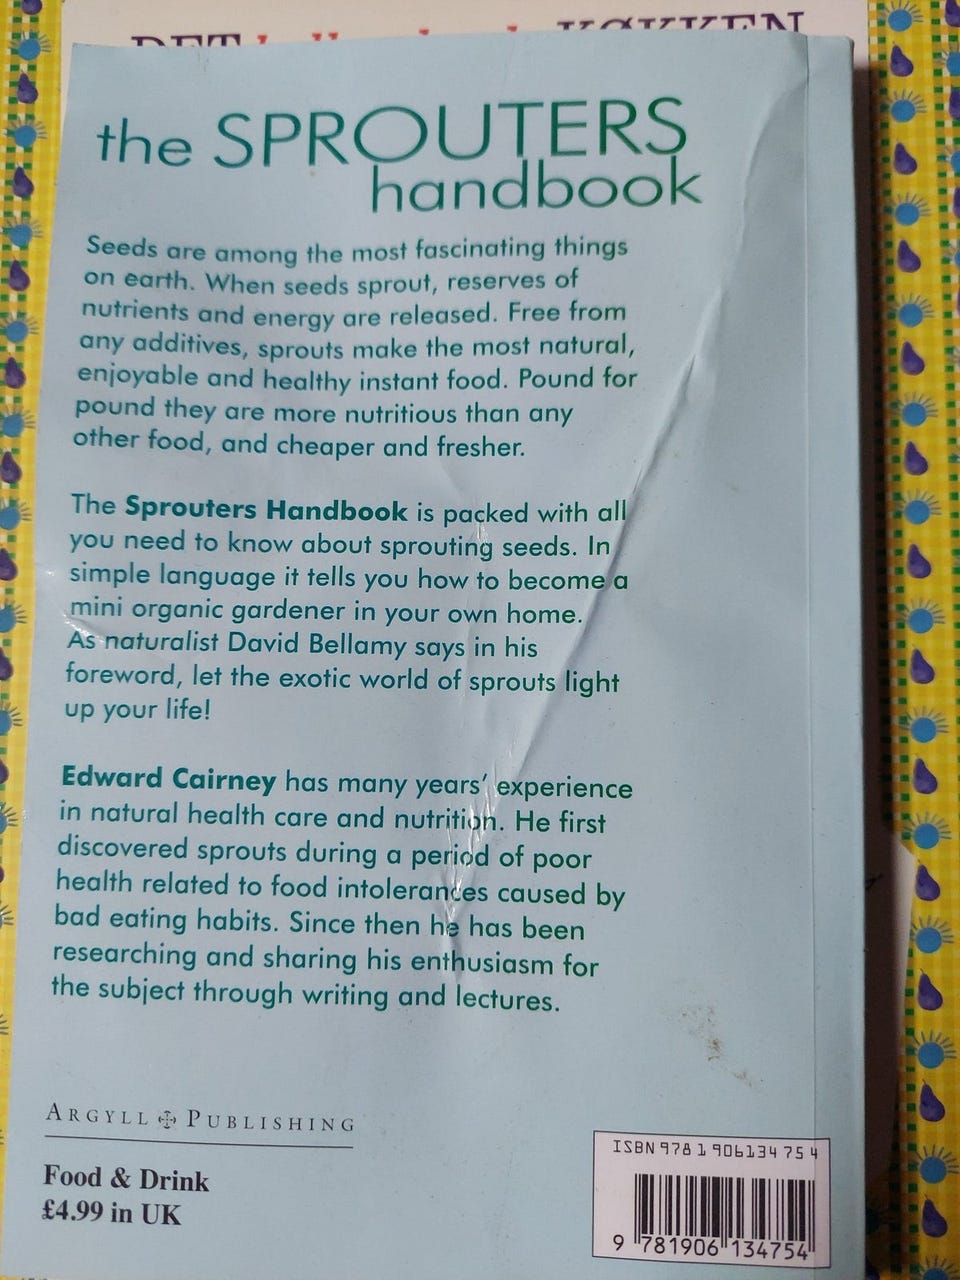 KØKKEN
the SPROUTERS
handbook
Seeds are among the most fascinating things
on earth. When seeds sprout, reserves of
nutrients and energy are released. Free from
any additives, sprouts make the most natural,
enjoyable and healthy instant food. Pound for
pound they are more nutritious than any
other food, and cheaper and fresher.
The Sprouters Handbook is packed with all
you need to know about sprouting seeds. In
simple language it tells you how to become a
mini organic gardener in your own home.
As naturalist David Bellamy says in his
foreword, let the exotic world of sprouts light
up your life!
Edward Cairney has many years' experience
in natural health care and nutrition. He first
discovered sprouts during a period of poor
health related to food intolerances caused by
bad eating habits. Since then he has been
researching and sharing his enthusiasm for
the subject through writing and lectures.
ARGYLL PUBLISHING
Food & Drink
£4.99 in UK
ISBN 978 1 906134 75 4
9 781906 134754